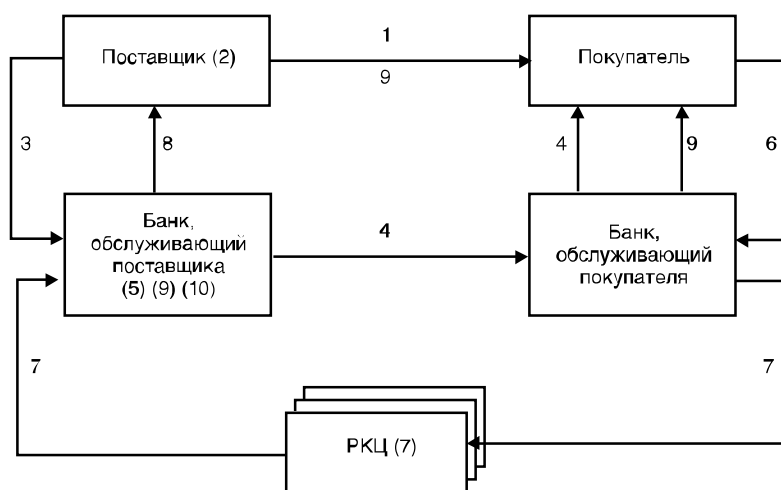 1
Поставщик (2)
Покупатель
9
3
8
4
9
6
Банк,
обслуживающий
поставщика
(5) (9) (10)
4
Банк,
обслуживающий
покупателя
7
7
РКЦ (7)